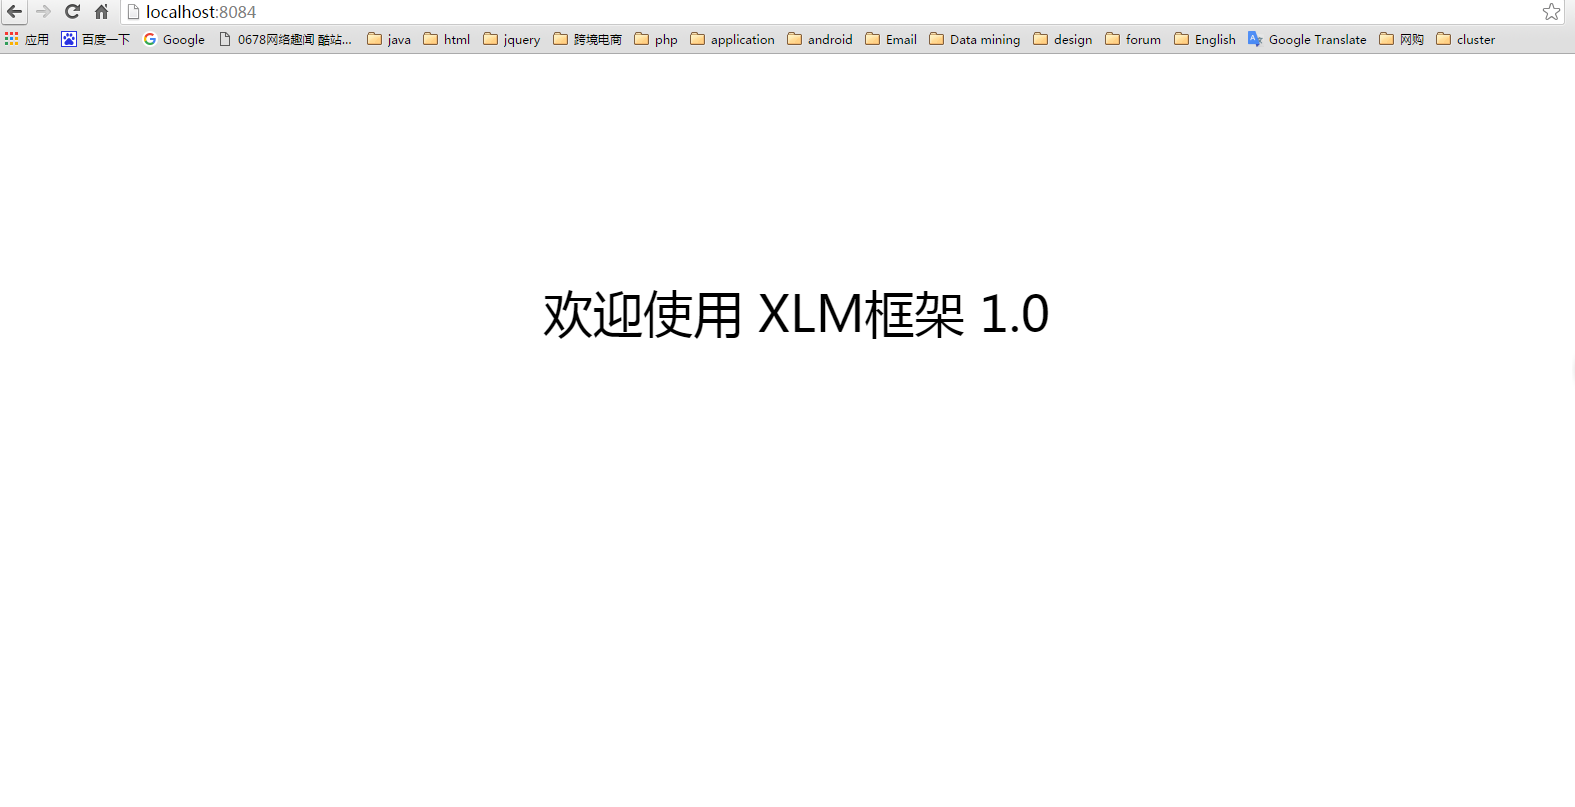 localhost:8084
应用 百度一下 Google 0678网络趣闻 酷站... java html jquery 跨境电商 php application android Email Data mining design forum English Google Translate 网购 cluster
欢迎使用 XLM框架 1.0